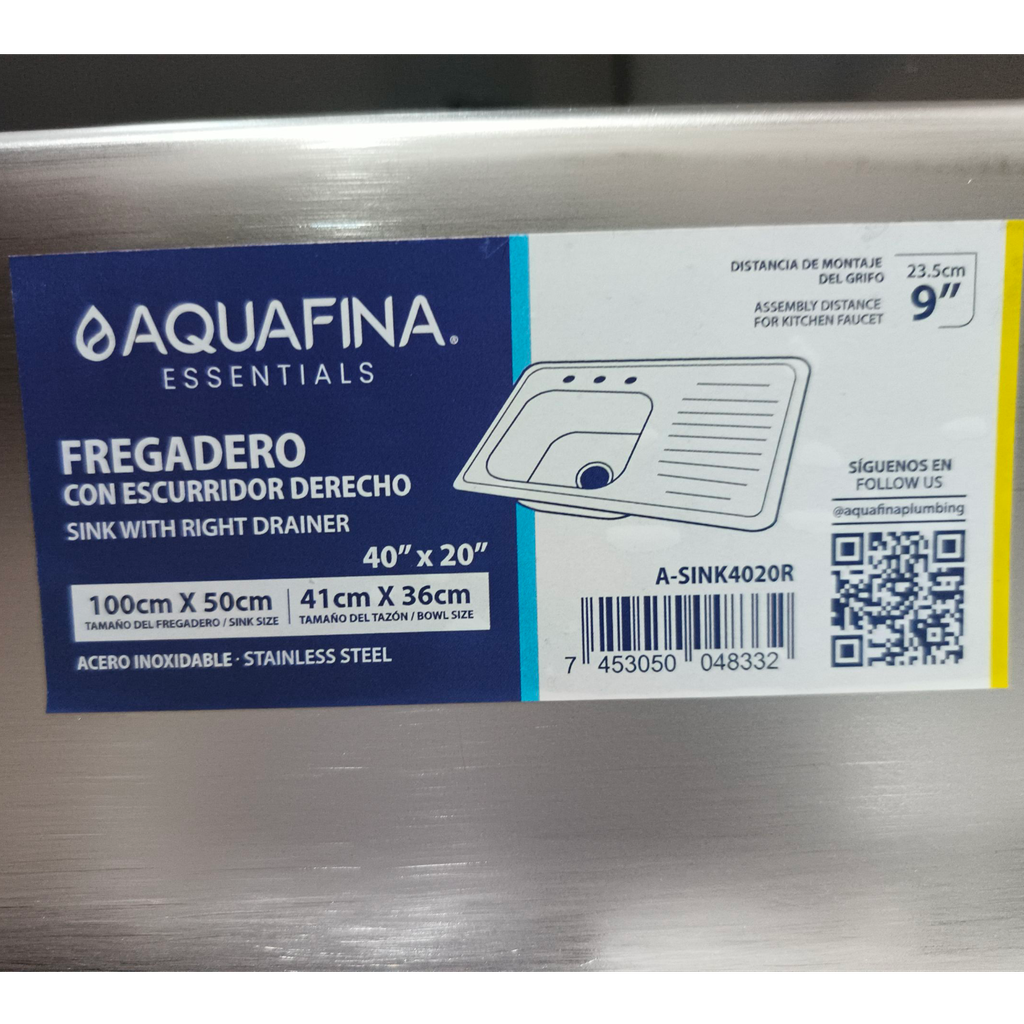 AQUAFINA®
ESSENTIALS
FREGADERO
CON ESCURRIDOR DERECHO
SINK WITH RIGHT DRAINER
40” x 20”
100cm X 50cm
TAMAÑO DEL FREGADERO / SINK SIZE
41cm X 36cm
TAMAÑO DEL TAZÓN / BOWL SIZE
ACERO INOXIDABLE · STAINLESS STEEL
DISTANCIA DE MONTAJE
DEL GRIFO
ASSEMBLY DISTANCE
FOR KITCHEN FAUCET
23.5cm
9”
SÍGUENOS EN
FOLLOW US
@aquafinaplumbing
A-SINK4020R
7 453050 048332